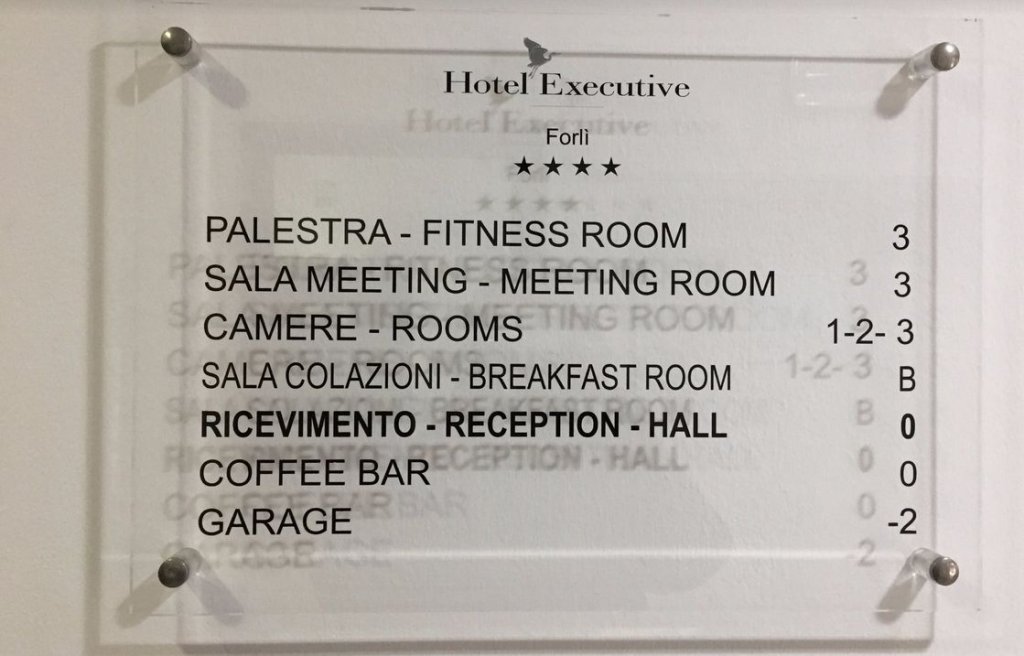 Hotel Executive
Forlì
★ ★ ★ ★
PALESTRA - FITNESS ROOM 3
SALA MEETING - MEETING ROOM 3
CAMERE - ROOMS 1-2- 3
SALA COLAZIONI - BREAKFAST ROOM B
RICEVIMENTO - RECEPTION - HALL 0
COFFEE BAR 0
GARAGE -2